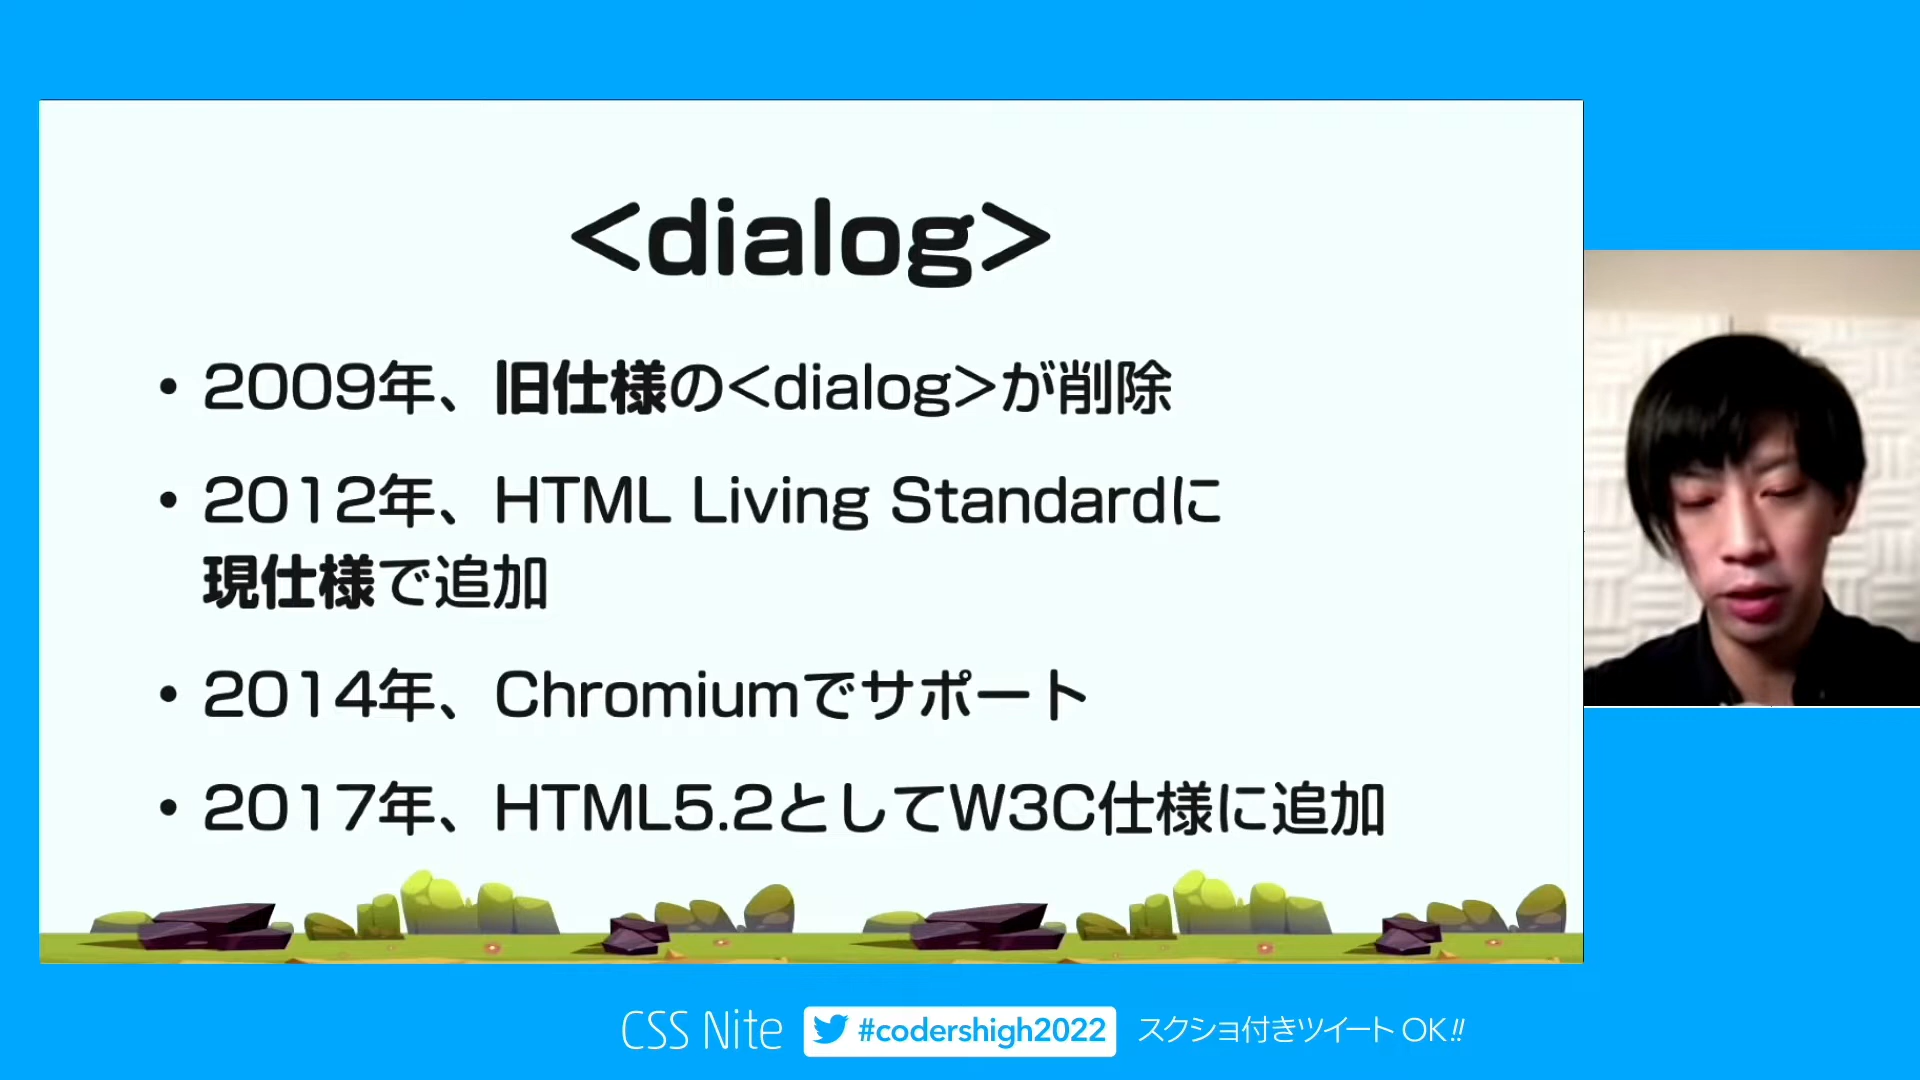 <dialog>
• 2009年、旧仕様の<dialog>が削除
• 2012年、HTML Living Standardに
現仕様で追加
• 2014年、Chromiumでサポート
• 2017年、HTML5.2としてW3C仕様に追加
CSS Nite #codershigh2022 スクショ付きツイート OK!!